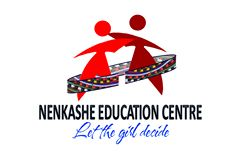 NENKASHE EDUCATION CENTRE
Let the girl decide